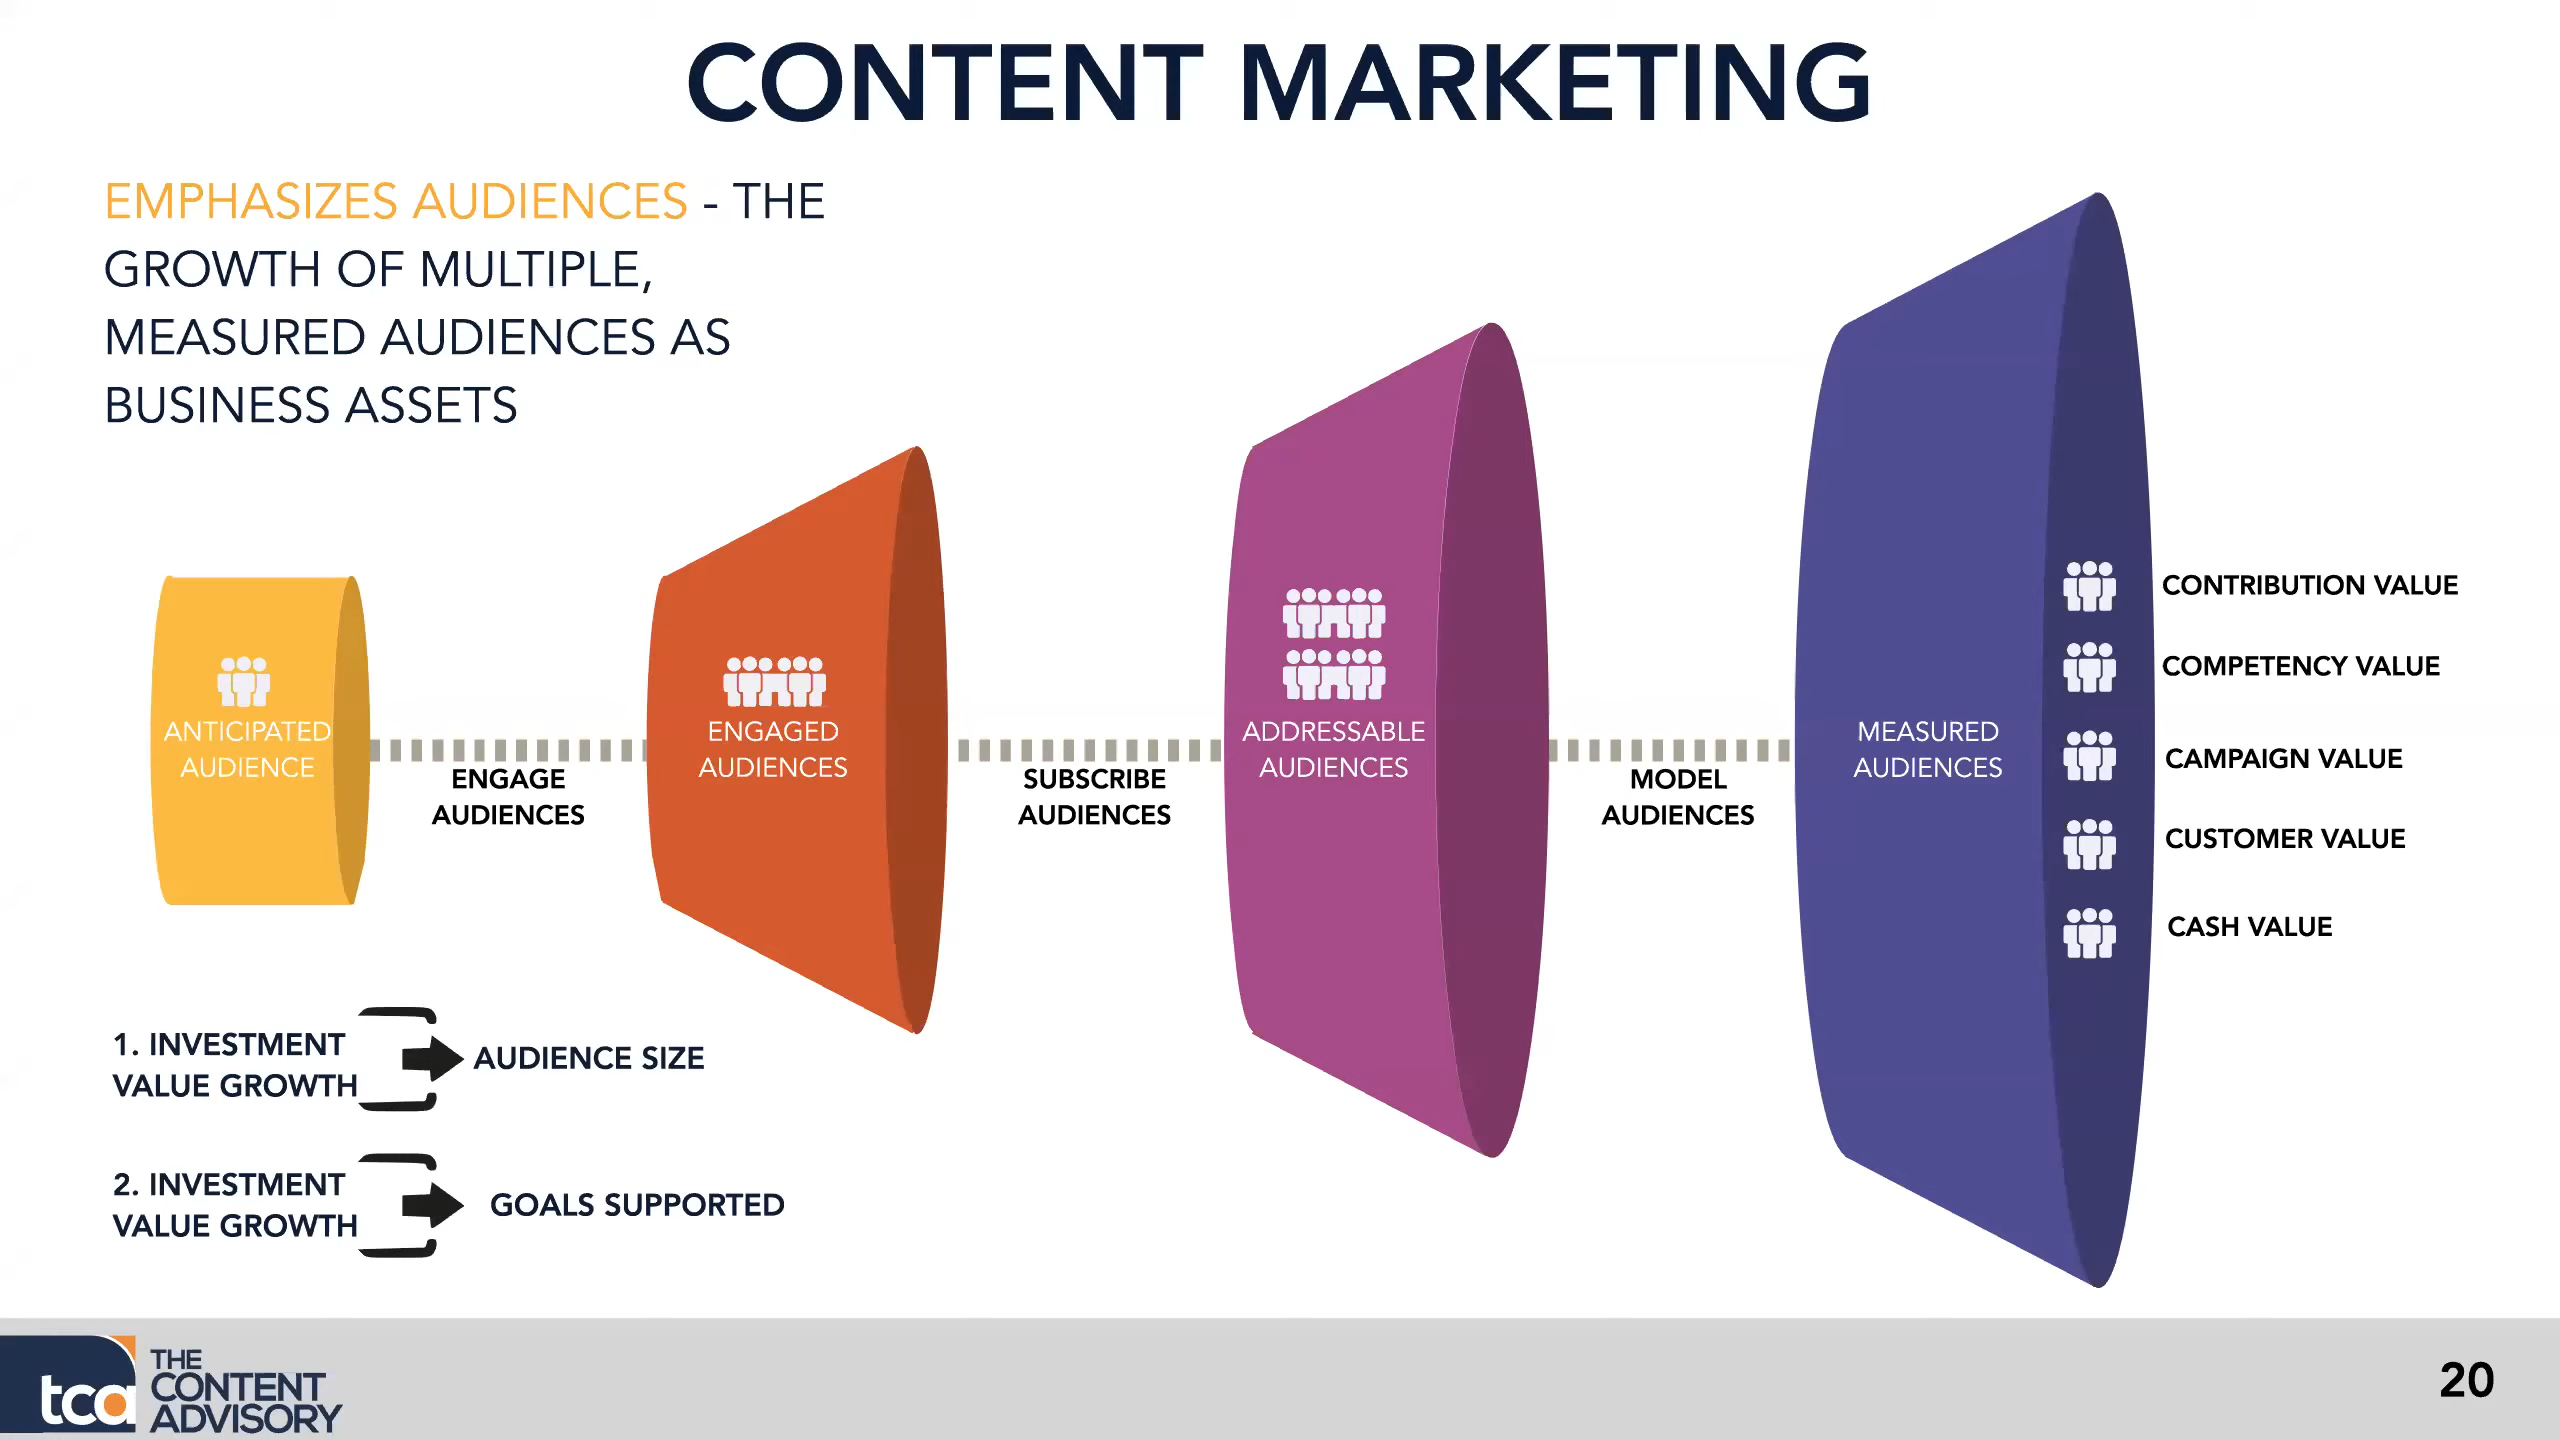 CONTENT MARKETING
EMPHASIZES AUDIENCES - THE
GROWTH OF MULTIPLE,
MEASURED AUDIENCES AS
BUSINESS ASSETS
ANTICIPATED
AUDIENCE
ENGAGE
AUDIENCES
ENGAGED
AUDIENCES
SUBSCRIBE
AUDIENCES
ADDRESSABLE
AUDIENCES
MODEL
AUDIENCES
MEASURED
AUDIENCES
CONTRIBUTION VALUE
COMPETENCY VALUE
CAMPAIGN VALUE
CUSTOMER VALUE
CASH VALUE
1. INVESTMENT
VALUE GROWTH
AUDIENCE SIZE
2. INVESTMENT
VALUE GROWTH
GOALS SUPPORTED
tca
THE
CONTENT
ADVISORY
20